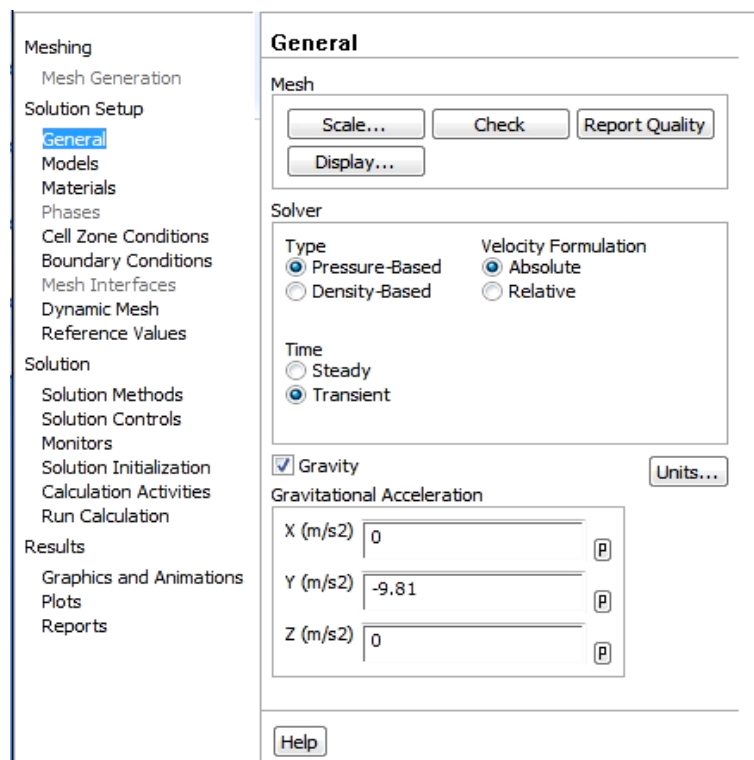 Meshing
Mesh Generation
Solution Setup
General
Models
Materials
Phases
Cell Zone Conditions
Boundary Conditions
Mesh Interfaces
Dynamic Mesh
Reference Values
Solution
Solution Methods
Solution Controls
Monitors
Solution Initialization
Calculation Activities
Run Calculation
Results
Graphics and Animations
Plots
Reports
General
Mesh
Scale... Check Report Quality
Display...
Solver
Type Velocity Formulation
Pressure-Based Absolute
Density-Based Relative
Time
Steady
Transient
Gravity Units...
Gravitational Acceleration
X (m/s2) 0 P
Y (m/s2) -9.81 P
Z (m/s2) 0 P
Help